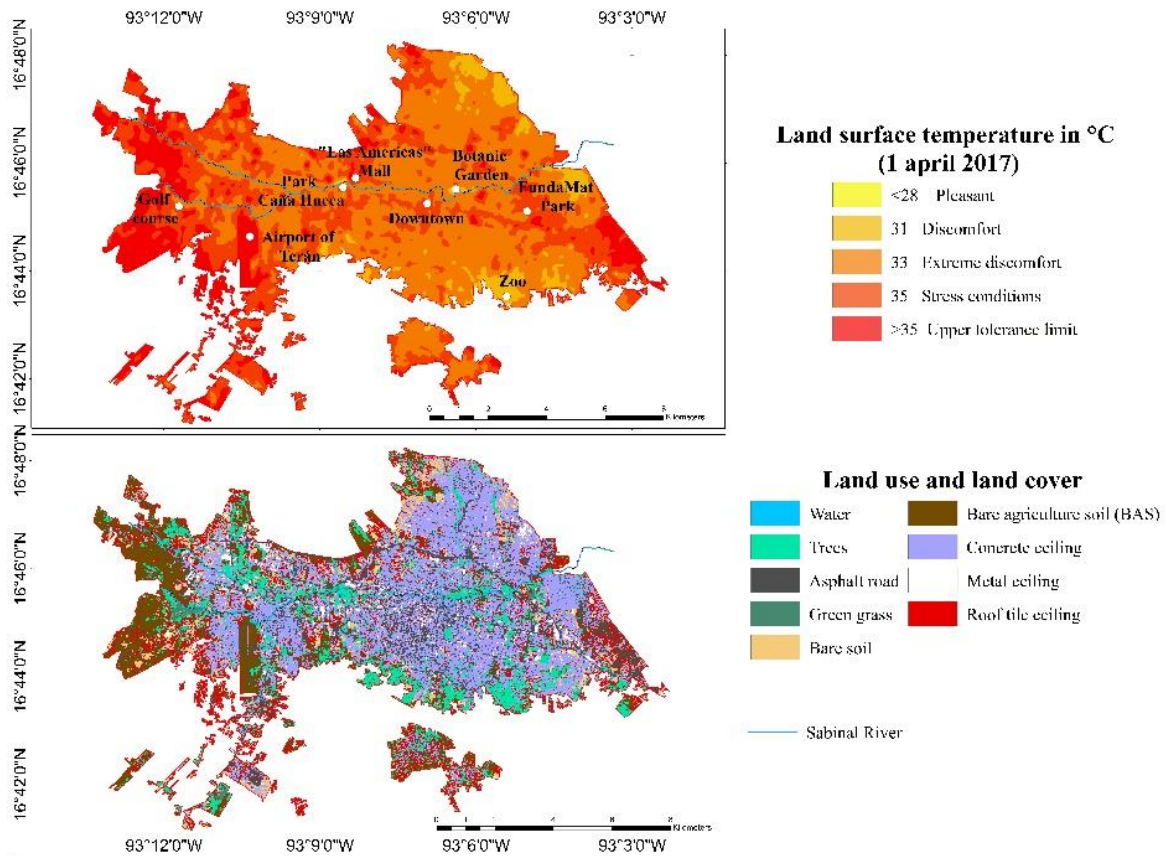 93°12'0"W 93°9'0"W 93°6'0"W 93°3'0"W
16°48'0"N
16°46'0"N
16°44'0"N
16°42'0"N
"Las Americas"
Mall
Botanic
Garden
Park
Caña Hueca
FundaMat
Park
Golf
course
Downtown
Airport of
Terán
Zoo
Kilometers
Land surface temperature in °C
(1 april 2017)
<28 Pleasant
31 Discomfort
33 Extreme discomfort
35 Stress conditions
>35 Upper tolerance limit
16°48'0"N
16°46'0"N
16°44'0"N
16°42'0"N
Kilometers
93°12'0"W 93°9'0"W 93°6'0"W 93°3'0"W
Land use and land cover
Water
Trees
Asphalt road
Green grass
Bare soil
Bare agriculture soil (BAS)
Concrete ceiling
Metal ceiling
Roof tile ceiling
Sabinal River